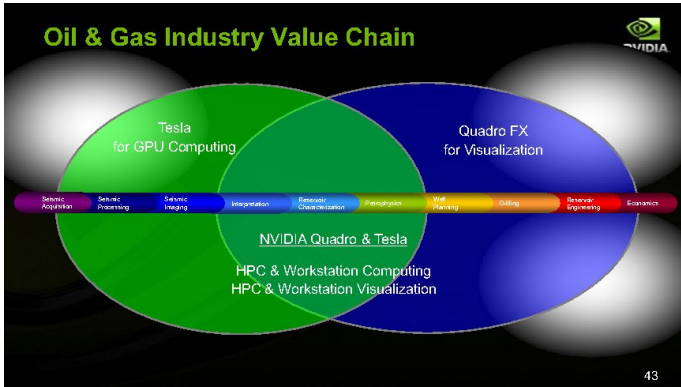 Oil & Gas Industry Value Chain
NVIDIA.
Tesla
for GPU Computing
Quadro FX
for Visualization
Seismic
Acquisition
Seismic
Processing
Seismic
Imaging
Interpretation
Reservoir
Characterization
Petrophysics
Well
Planning
Drilling
Reservoir
Engineering
Economics
NVIDIA Quadro & Tesla
HPC & Workstation Computing
HPC & Workstation Visualization
43